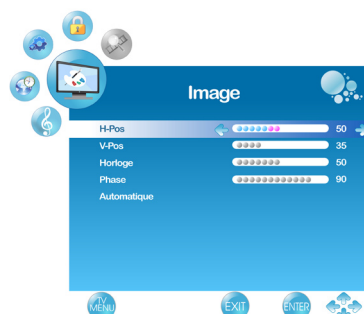 Image
H-Pos 50
V-Pos 35
Horloge 50
Phase 90
Automatique
TV MENU EXIT ENTER